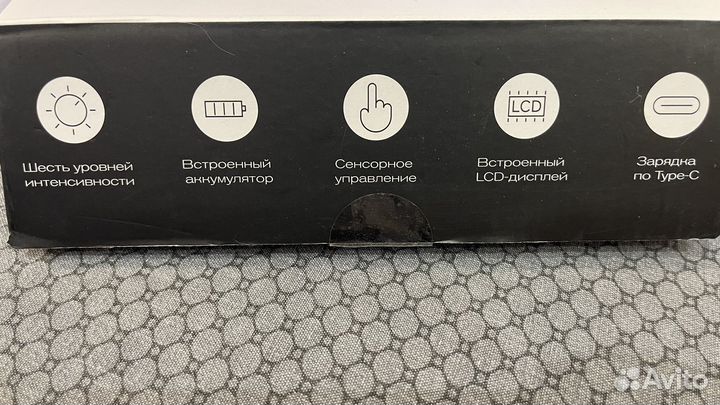 LCD
Шесть уровней
интенсивности
Встроенный
аккумулятор
Сенсорное
управление
Встроенный
LCD-дисплей
Зарядка
по Type-C
Avito